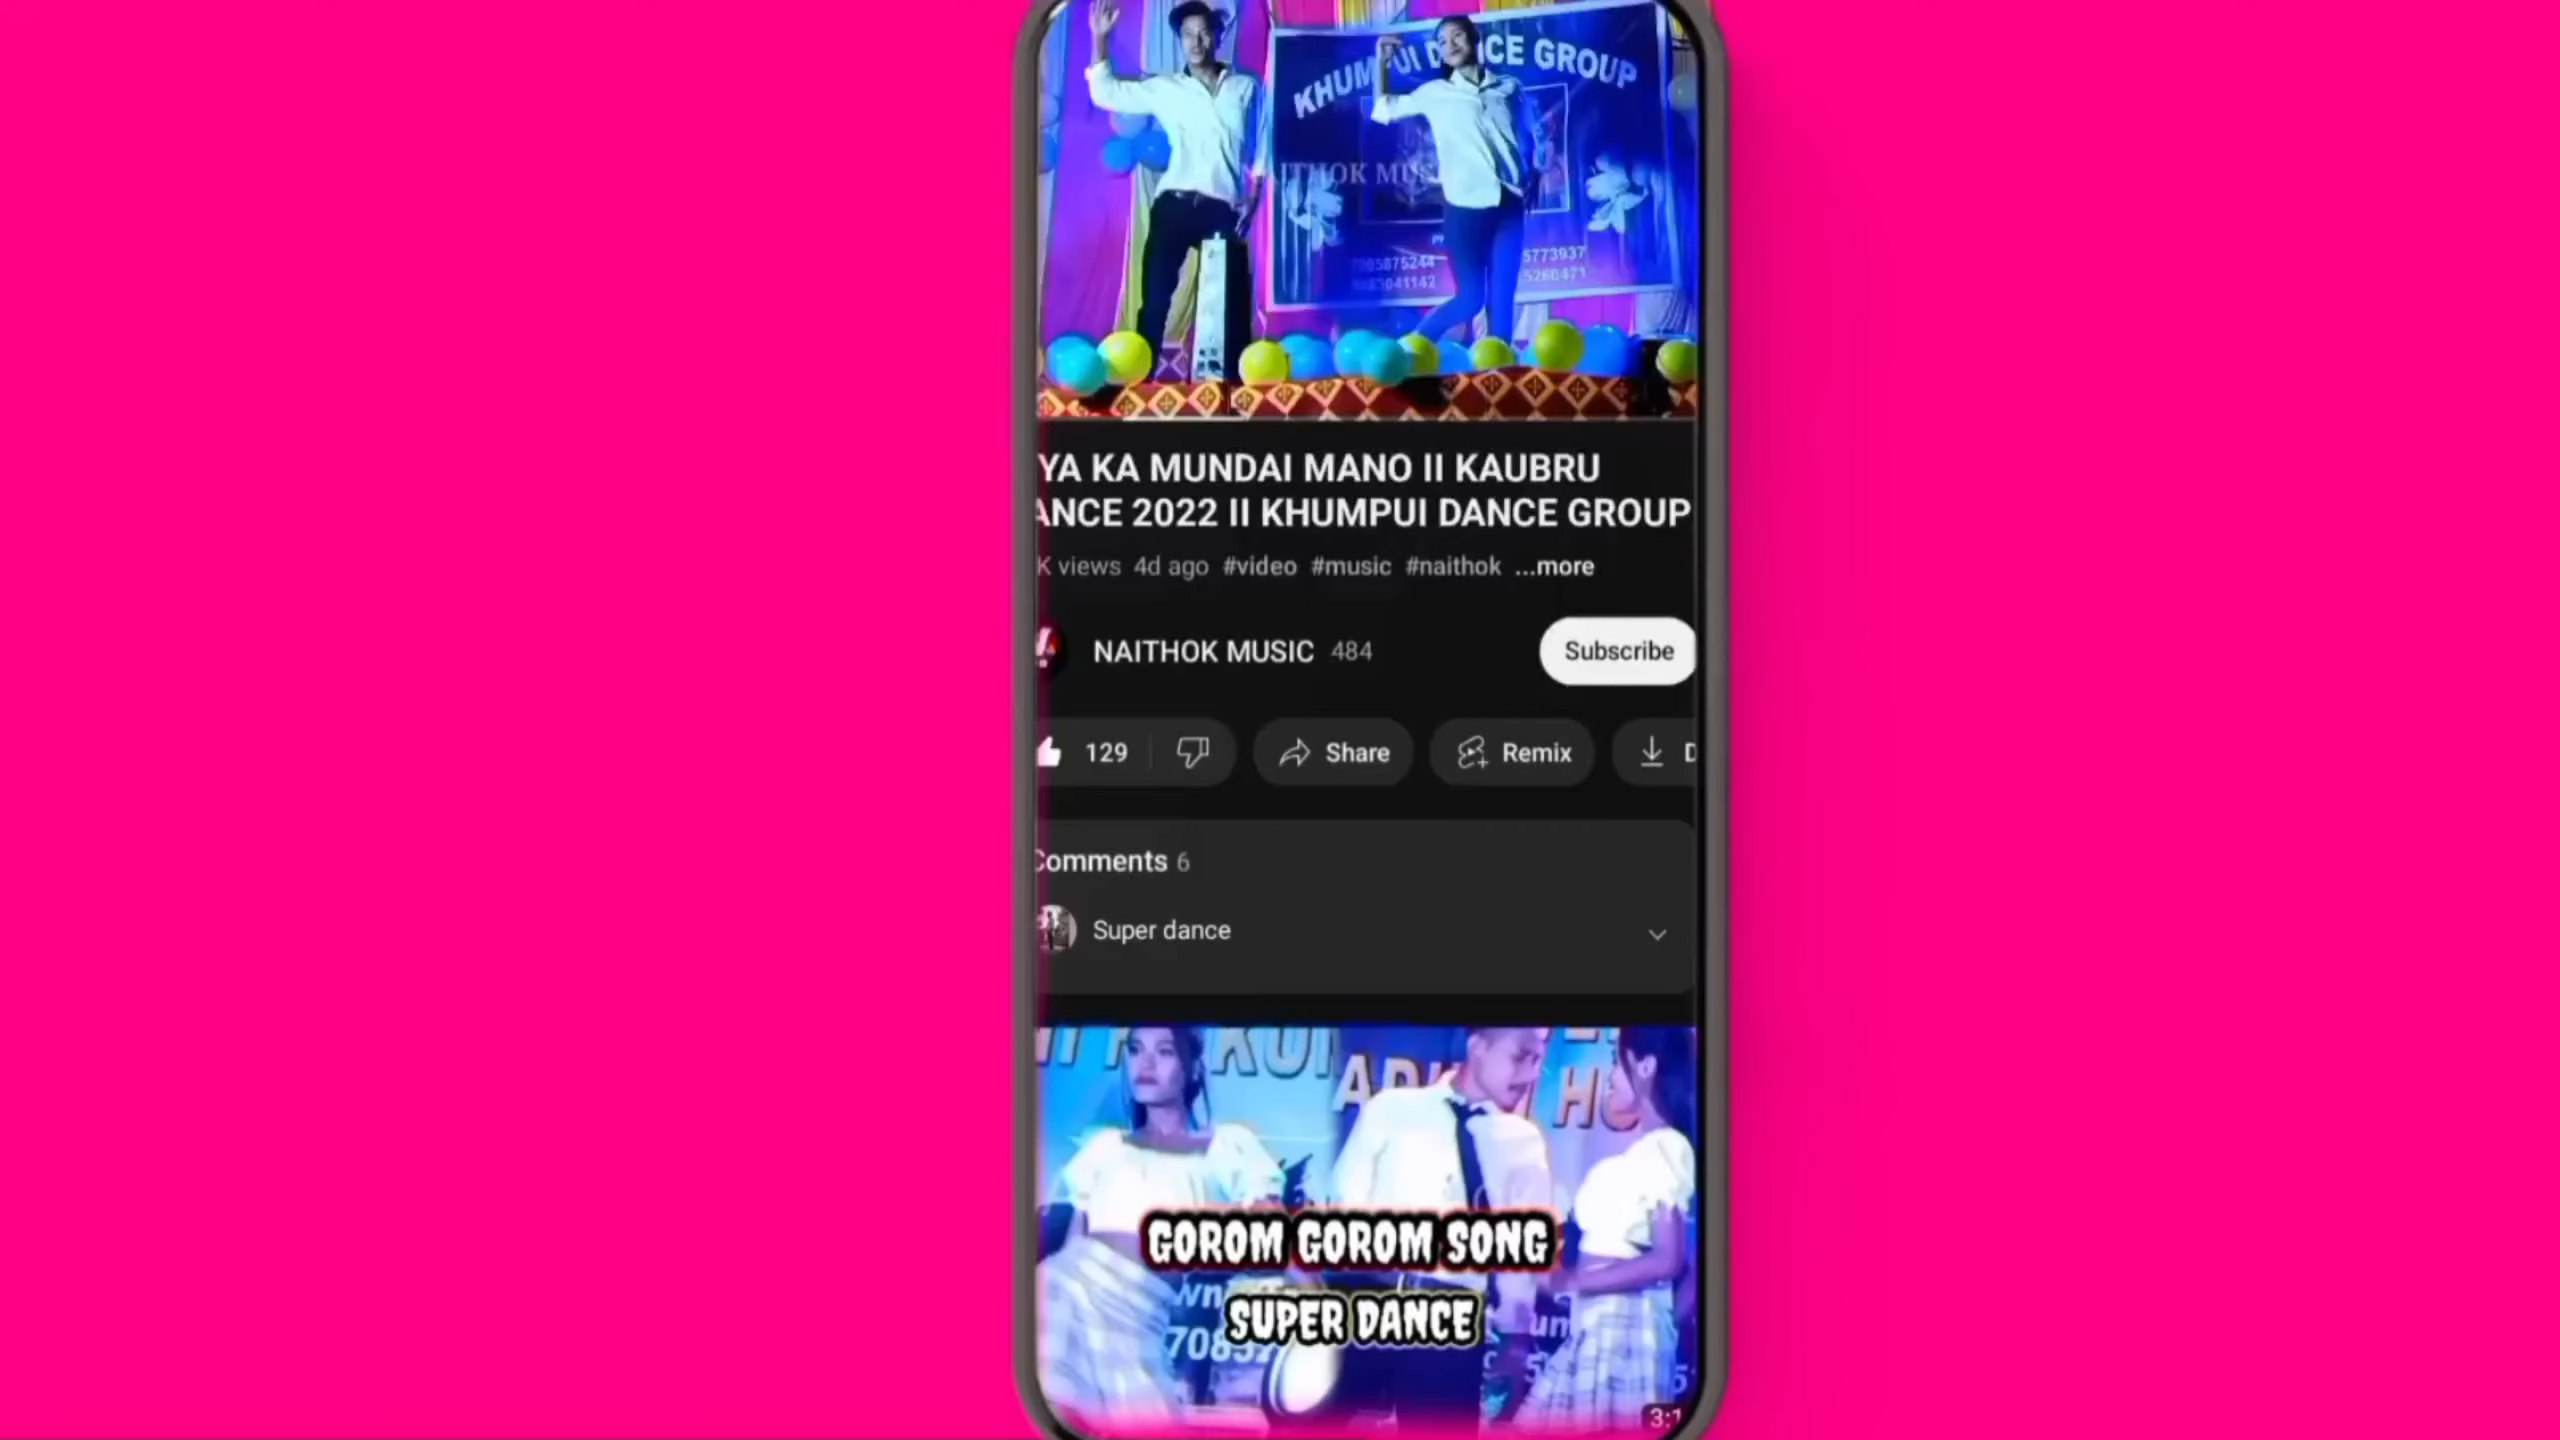 KHUMPUI DANCE GROUP
NAITHOK MUSIC
5773937
YA KA MUNDAI MANO II KAUBRU
ANCE 2022 II KHUMPUI DANCE GROUP
K views 4d ago #video #music #naithok ...more
NAITHOK MUSIC 484
Subscribe
129
Share
Remix
Comments 6
Super dance
GOROM GOROM SONG
SUPER DANCE